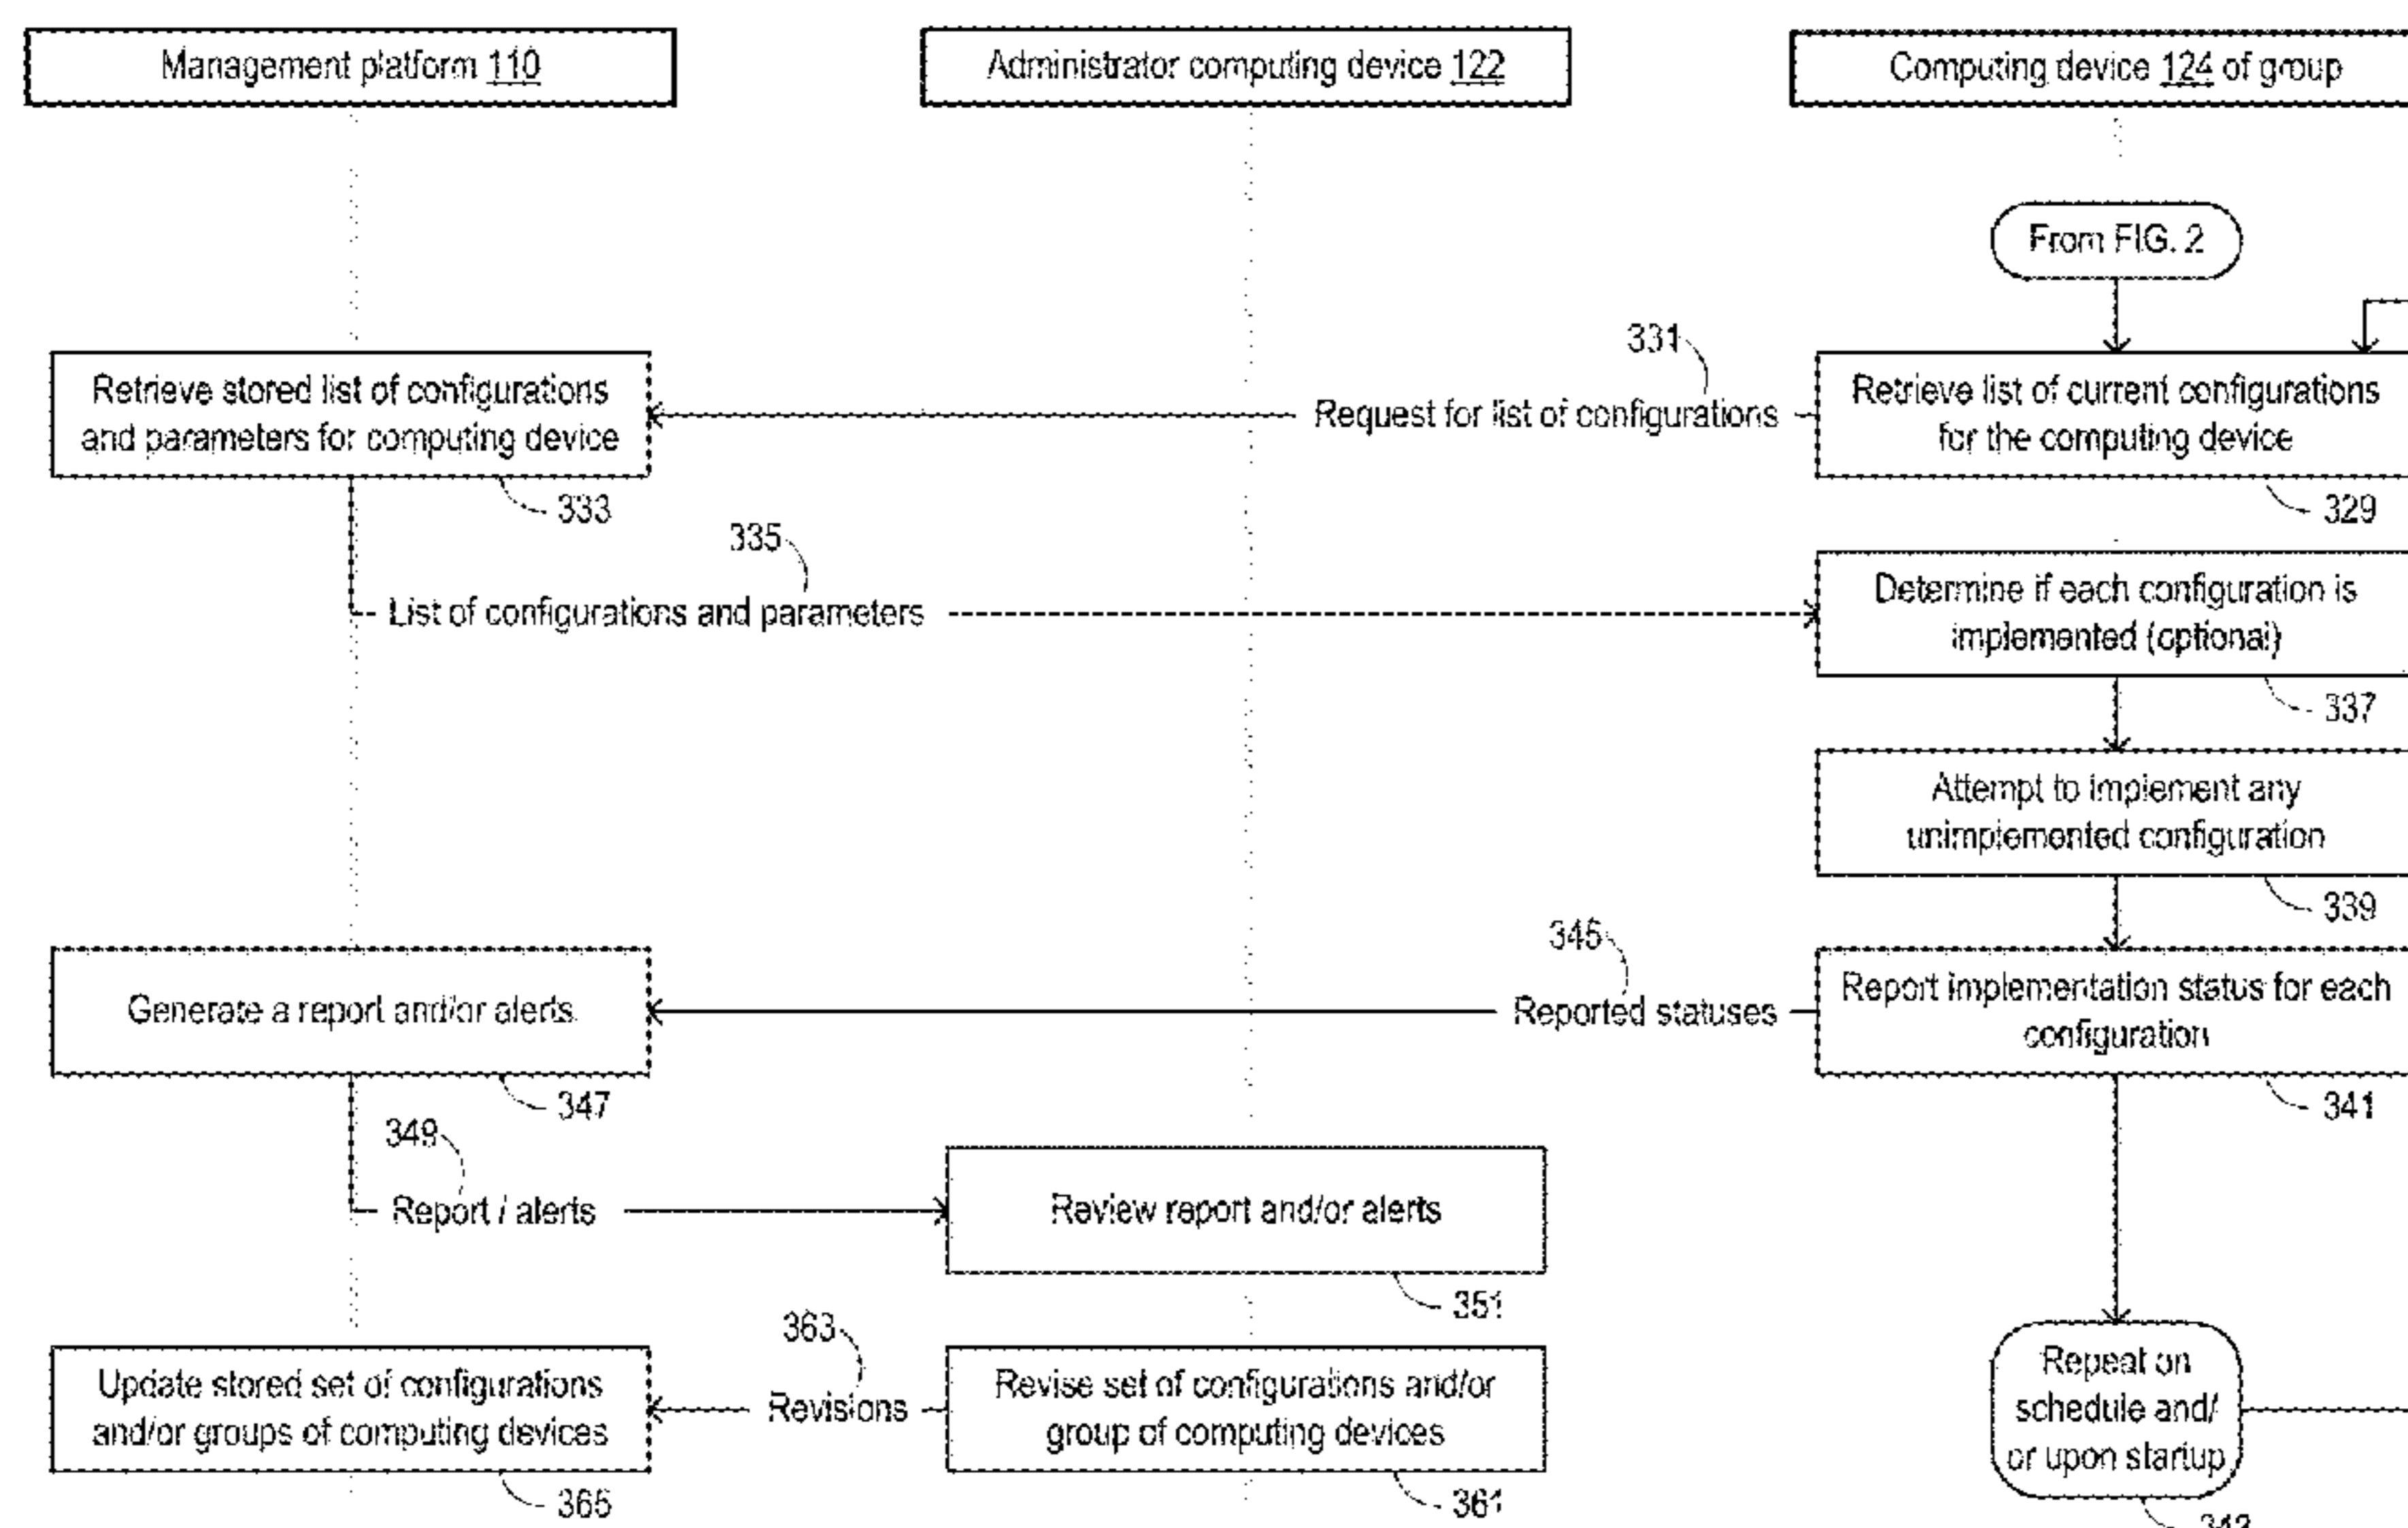 Management platform 110
Administrator computing device 122
Computing device 124 of group
From FIG. 2
331
Retrieve stored list of configurations
and parameters for computing device
Request for list of configurations
Retrieve list of current configurations
for the computing device
333
329
335
List of configurations and parameters
Determine if each configuration is
implemented (optional)
337
Attempt to implement any
unimplemented configuration
339
345
Generate a report and/or alerts
Reported statuses
Report implementation status for each
configuration
347
341
349
Report / alerts
Review report and/or alerts
351
363
Update stored set of configurations
and/or groups of computing devices
Revisions
Revise set of configurations and/or
group of computing devices
Repeat on
schedule and/
or upon startup
365
361